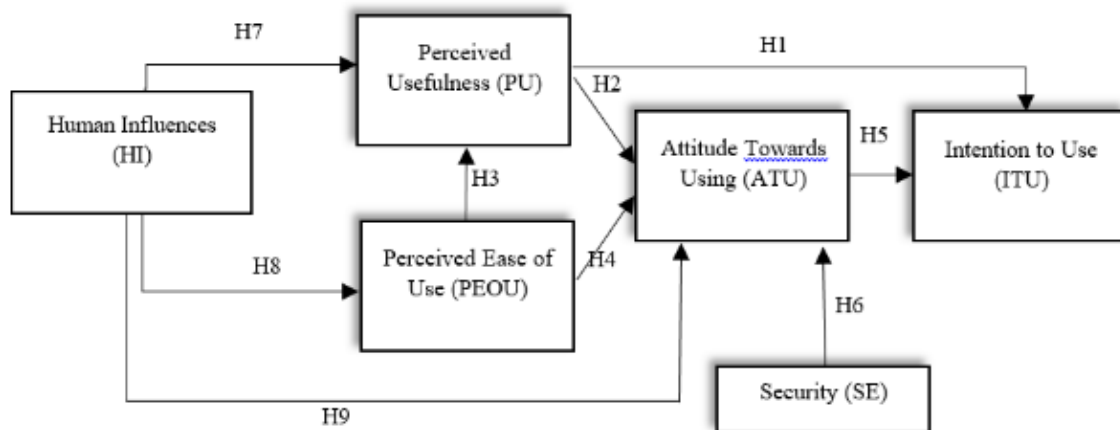 H7
Perceived
Usefulness (PU)
H1
H2
Human Influences
(HI)
Attitude Towards
Using (ATU)
H5
Intention to Use
(ITU)
H3
H8
Perceived Ease of
Use (PEOU)
H4
H6
Security (SE)
H9